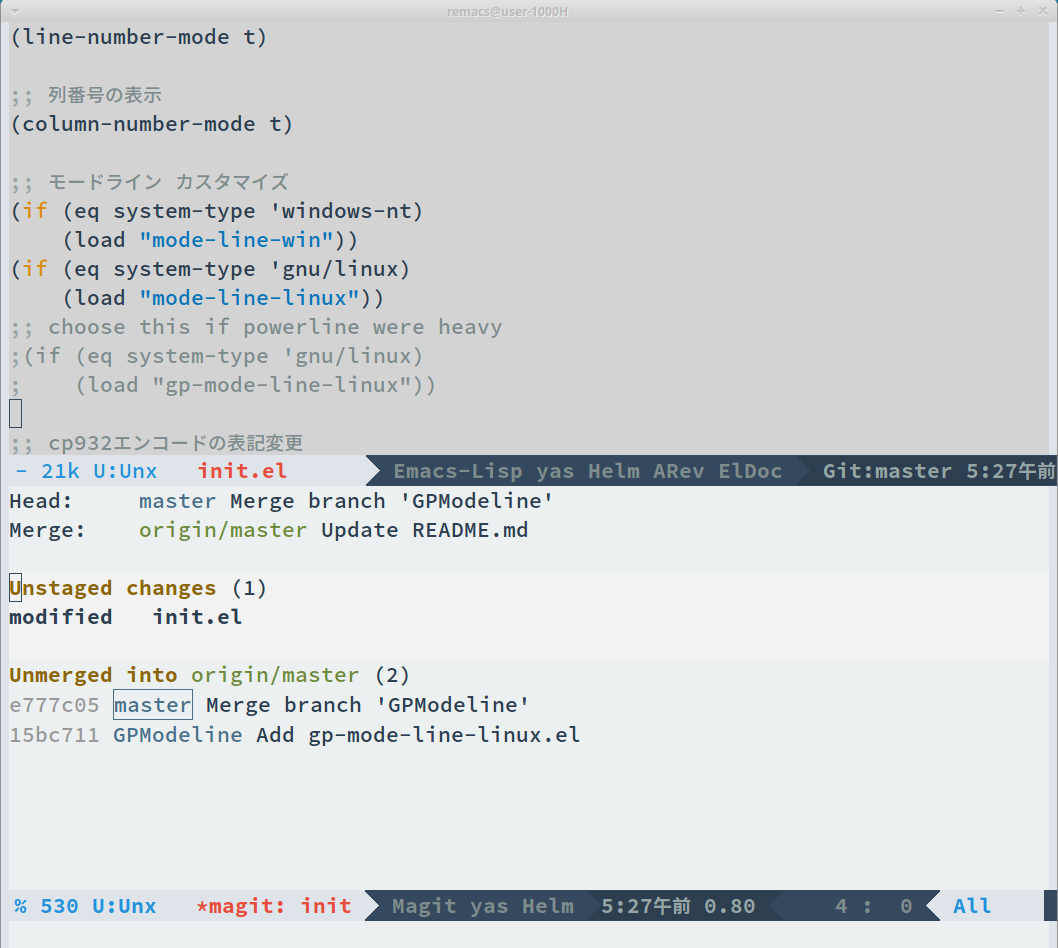 remacs@user-1000H
(line-number-mode t)
;; 列番号の表示
(column-number-mode t)
;; モードライン カスタマイズ
(if (eq system-type 'windows-nt)
(load "mode-line-win"))
(if (eq system-type 'gnu/linux)
(load "mode-line-linux"))
;; choose this if powerline were heavy
;(if (eq system-type 'gnu/linux)
; (load "gp-mode-line-linux"))
;; cp932エンコードの表記変更
- 21k U:Unx init.el Emacs-Lisp yas Helm ARev ElDoc Git:master 5:27午前
Head: master Merge branch 'GPModeline'
Merge: origin/master Update README.md
Unstaged changes (1)
modified init.el
Unmerged into origin/master (2)
e777c05 master Merge branch 'GPModeline'
15bc711 GPModeline Add gp-mode-line-linux.el
% 530 U:Unx *magit: init Magit yas Helm 5:27午前 0.80 4 : 0 All